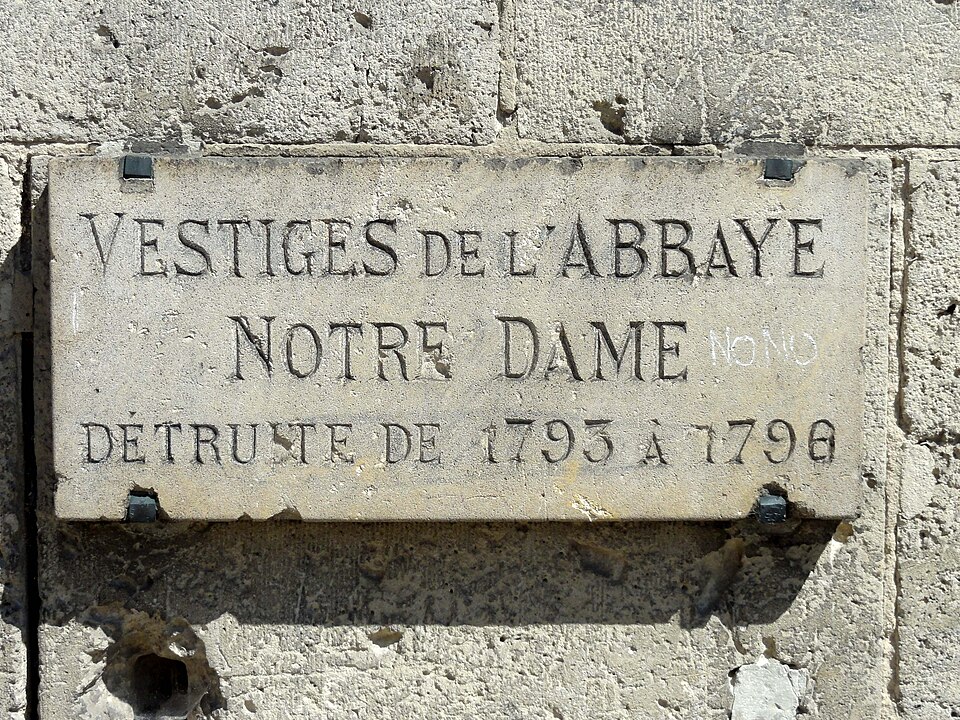 VESTIGES DE L'ABBAYE
NOTRE DAME NONO
DÉTRUITE DE 1793 À 1796